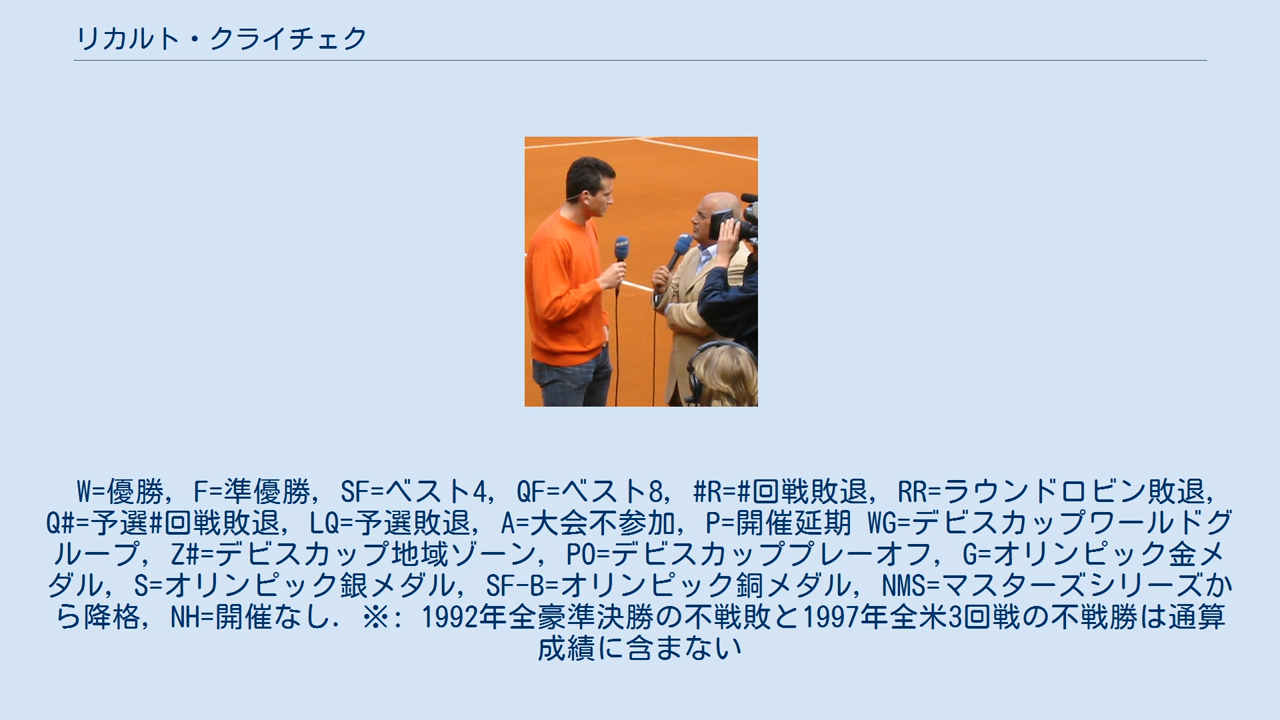 リカルト・クライチェク
W=優勝, F=準優勝, SF=ベスト4, QF=ベスト8, #R=#回戦敗退, RR=ラウンドロビン敗退,
Q#=予選#回戦敗退, LQ=予選敗退, A=大会不参加, P=開催延期 WG=デビスカップワールドグ
ループ, Z#=デビスカップ地域ゾーン, PO=デビスカッププレーオフ, G=オリンピック金メ
ダル, S=オリンピック銀メダル, SF-B=オリンピック銅メダル, NMS=マスターズシリーズか
ら降格, NH=開催なし. ※: 1992年全豪準決勝の不戦敗と1997年全米3回戦の不戦勝は通算
成績に含まない